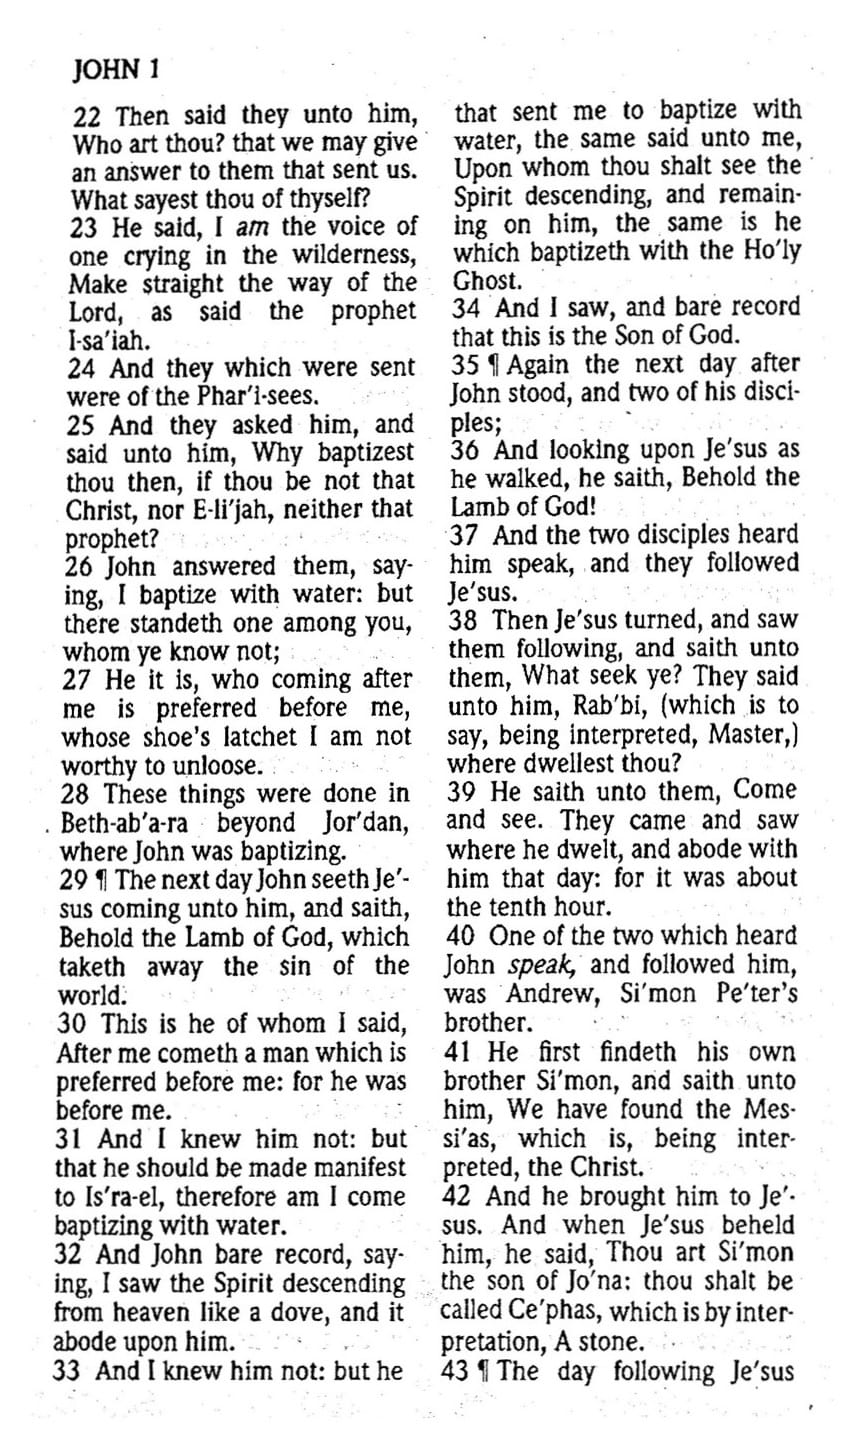 JOHN 1
22 Then said they unto him,
Who art thou? that we may give
an answer to them that sent us.
What sayest thou of thyself?
23 He said, I am the voice of
one crying in the wilderness,
Make straight the way of the
Lord, as said the prophet
I-sa′iah.
24 And they which were sent
were of the Phar′i-sees.
25 And they asked him, and
said unto him, Why baptizest
thou then, if thou be not that
Christ, nor E-li′jah, neither that
prophet?
26 John answered them, say-
ing, I baptize with water: but
there standeth one among you,
whom ye know not;
27 He it is, who coming after
me is preferred before me,
whose shoe's latchet I am not
worthy to unloose.
28 These things were done in
Beth-ab′a-ra beyond Jor′dan,
where John was baptizing.
29 ¶ The next day John seeth Je′-
sus coming unto him, and saith,
Behold the Lamb of God, which
taketh away the sin of the
world.
30 This is he of whom I said,
After me cometh a man which is
preferred before me: for he was
before me.
31 And I knew him not: but
that he should be made manifest
to Is′ra-el, therefore am I come
baptizing with water.
32 And John bare record, say-
ing, I saw the Spirit descending
from heaven like a dove, and it
abode upon him.
33 And I knew him not: but he
that sent me to baptize with
water, the same said unto me,
Upon whom thou shalt see the
Spirit descending, and remain-
ing on him, the same is he
which baptizeth with the Ho′ly
Ghost.
34 And I saw, and bare record
that this is the Son of God.
35 ¶ Again the next day after
John stood, and two of his disci-
ples;
36 And looking upon Je′sus as
he walked, he saith, Behold the
Lamb of God!
37 And the two disciples heard
him speak, and they followed
Je′sus.
38 Then Je′sus turned, and saw
them following, and saith unto
them, What seek ye? They said
unto him, Rab′bi, (which is to
say, being interpreted, Master,)
where dwellest thou?
39 He saith unto them, Come
and see. They came and saw
where he dwelt, and abode with
him that day: for it was about
the tenth hour.
40 One of the two which heard
John speak, and followed him,
was Andrew, Si′mon Pe′ter's
brother.
41 He first findeth his own
brother Si′mon, and saith unto
him, We have found the Mes-
si′as, which is, being inter-
preted, the Christ.
42 And he brought him to Je′-
sus. And when Je′sus beheld
him, he said, Thou art Si′mon
the son of Jo′na: thou shalt be
called Ce′phas, which is by inter-
pretation, A stone.
43 ¶ The day following Je′sus